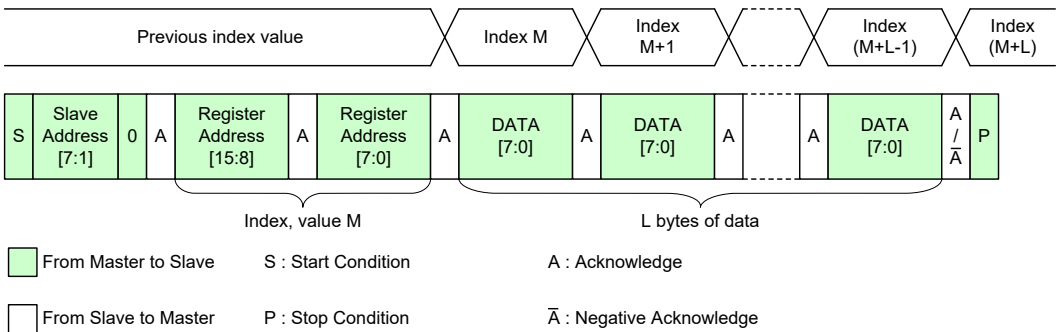 Previous index value
Index M
Index
M+1
Index
(M+L-1)
Index
(M+L)
S
Slave
Address
[7:1]
0
A
Register
Address
[15:8]
A
Register
Address
[7:0]
A
DATA
[7:0]
A
DATA
[7:0]
A
A
DATA
[7:0]
A
/
A̅
P
Index, value M
L bytes of data
From Master to Slave
S : Start Condition
A : Acknowledge
From Slave to Master
P : Stop Condition
A̅ : Negative Acknowledge